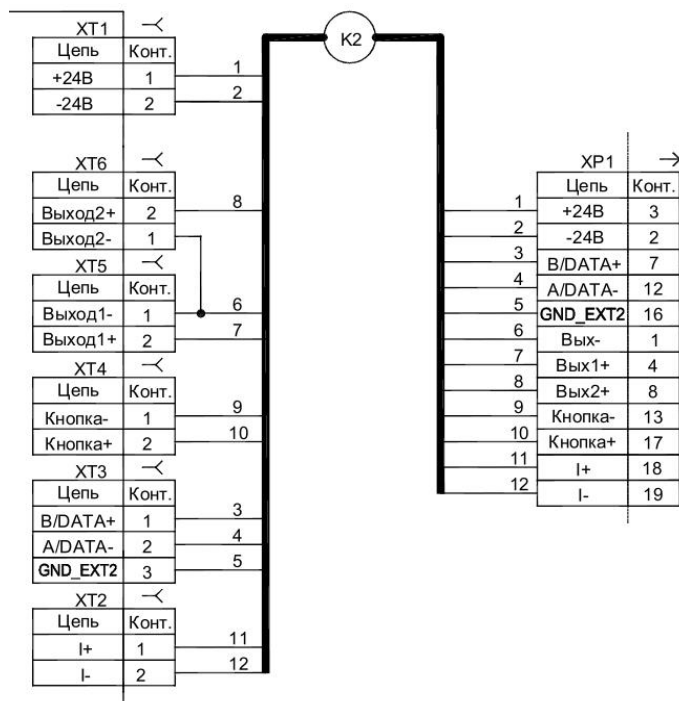 XT1
Цепь Конт.
+24В 1 1
-24В 2 2
XT6
Цепь Конт.
Выход2+ 2 8
Выход2- 1
XT5
Цепь Конт.
Выход1- 1 6
Выход1+ 2 7
XT4
Цепь Конт.
Кнопка- 1 9
Кнопка+ 2 10
XT3
Цепь Конт.
B/DATA+ 1 3
A/DATA- 2 4
GND_EXT2 3 5
XT2
Цепь Конт.
I+ 1 11
I- 2 12
K2
XP1
Цепь Конт.
1 +24В 3
2 -24В 2
3 B/DATA+ 7
4 A/DATA- 12
5 GND_EXT2 16
6 Вых- 1
7 Вых1+ 4
8 Вых2+ 8
9 Кнопка- 13
10 Кнопка+ 17
11 I+ 18
12 I- 19